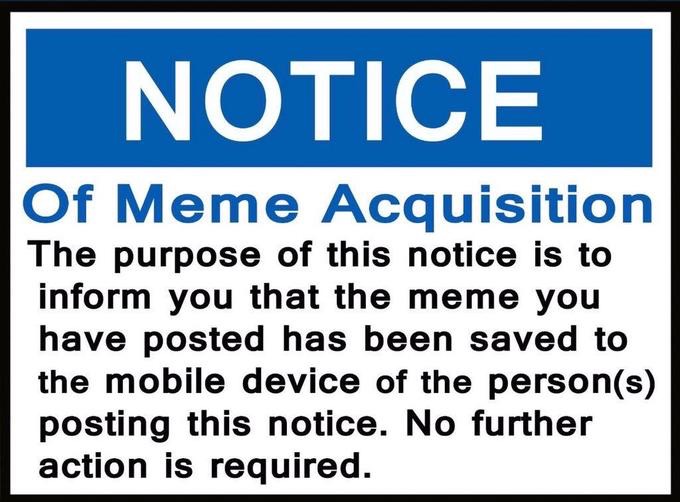 NOTICE
Of Meme Acquisition
The purpose of this notice is to
inform you that the meme you
have posted has been saved to
the mobile device of the person(s)
posting this notice. No further
action is required.